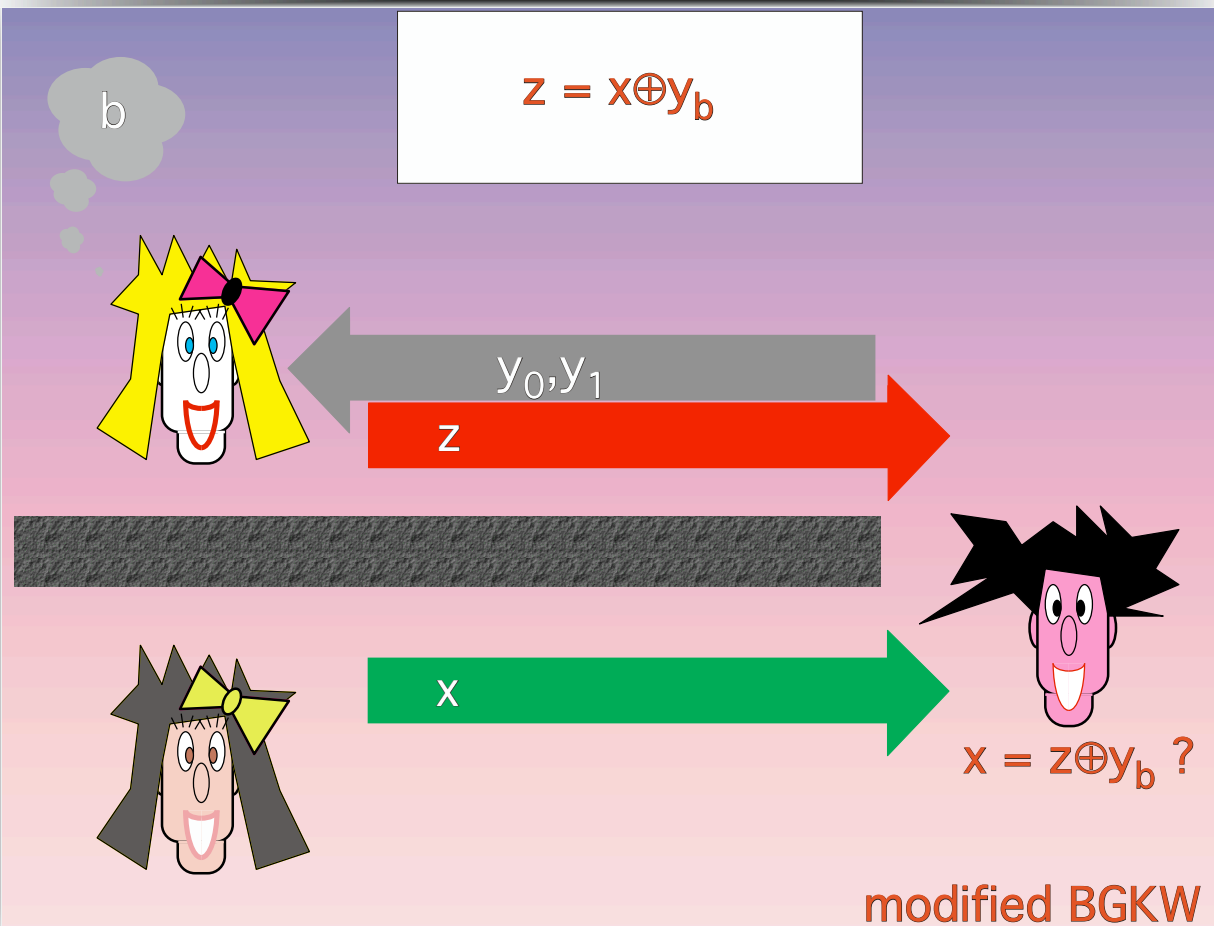 b
z = x⊕y_b
y_0,y_1
z
x
x = z⊕y_b ?
modified BGKW